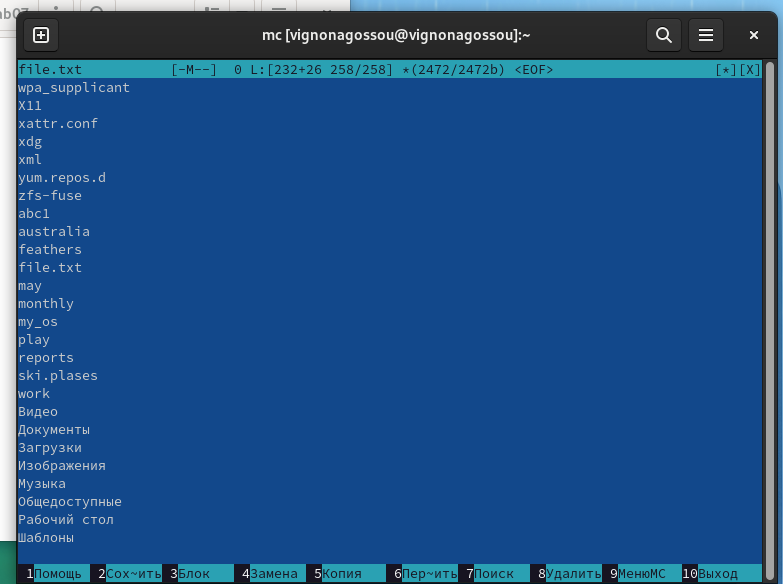 mc [vignonagossou@vignonagossou]:~
file.txt [-M--] 0 L:[232+26 258/258] *(2472/2472b) <EOF> [*][X]
wpa_supplicant
X11
xattr.conf
xdg
xml
yum.repos.d
zfs-fuse
abc1
australia
feathers
file.txt
may
monthly
my_os
play
reports
ski.plases
work
Видео
Документы
Загрузки
Изображения
Музыка
Общедоступные
Рабочий стол
Шаблоны
1Помощь 2Сох~ить 3Блок 4Замена 5Копия 6Пер~ить 7Поиск 8Удалить 9МенюMC 10Выход